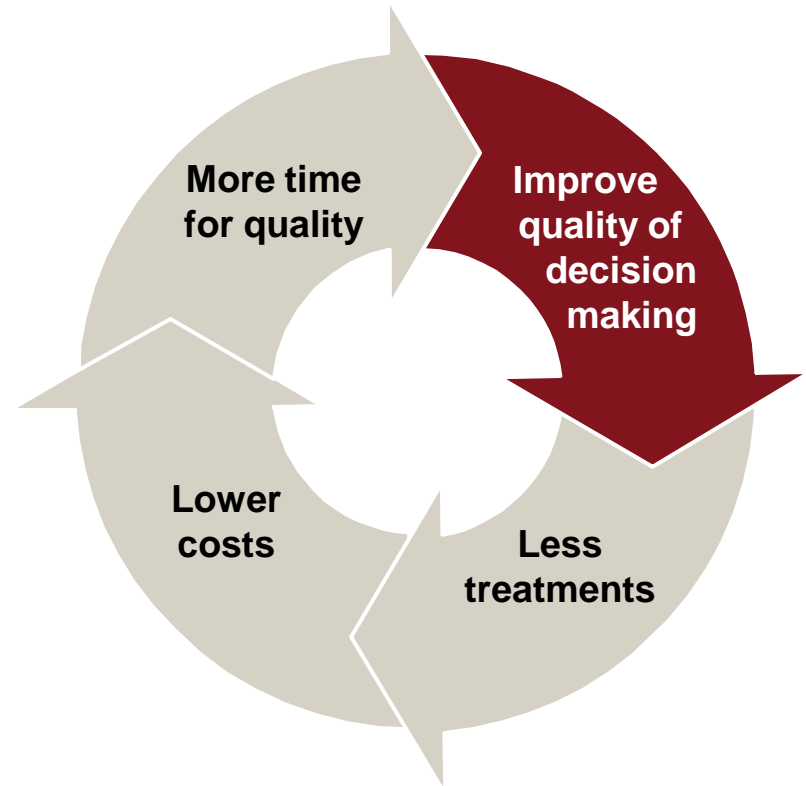 More time
for quality
Improve
quality of
decision
making
Less
treatments
Lower
costs